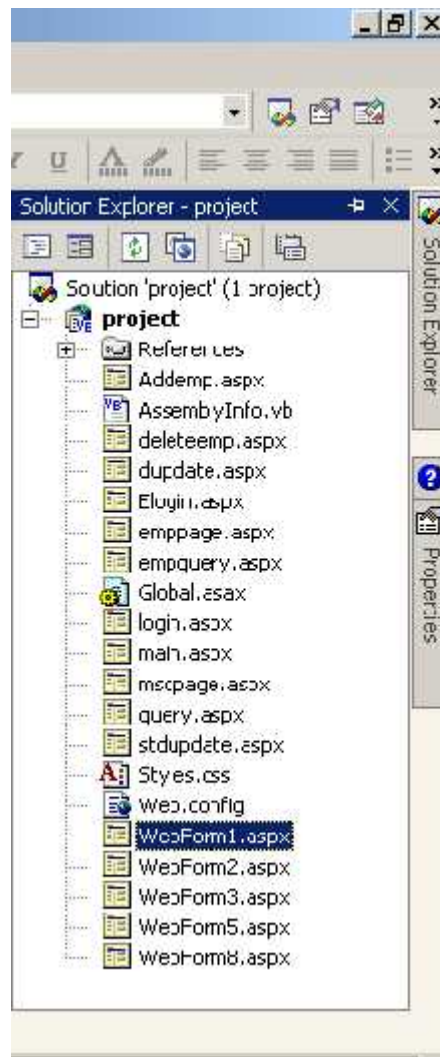 Solution Explorer - project
Solution 'project' (1 project)
project
References
Addemp.aspx
AssemblyInfo.vb
deleteemp.aspx
dupdate.aspx
Elogin.aspx
emppage.aspx
empquery.aspx
Global.asax
login.aspx
main.aspx
mscpage.aspx
query.aspx
stdupdate.aspx
Styles.css
Web.config
WebForm1.aspx
WebForm2.aspx
WebForm3.aspx
WebForm5.aspx
WebForm8.aspx
Solution Explorer
Properties